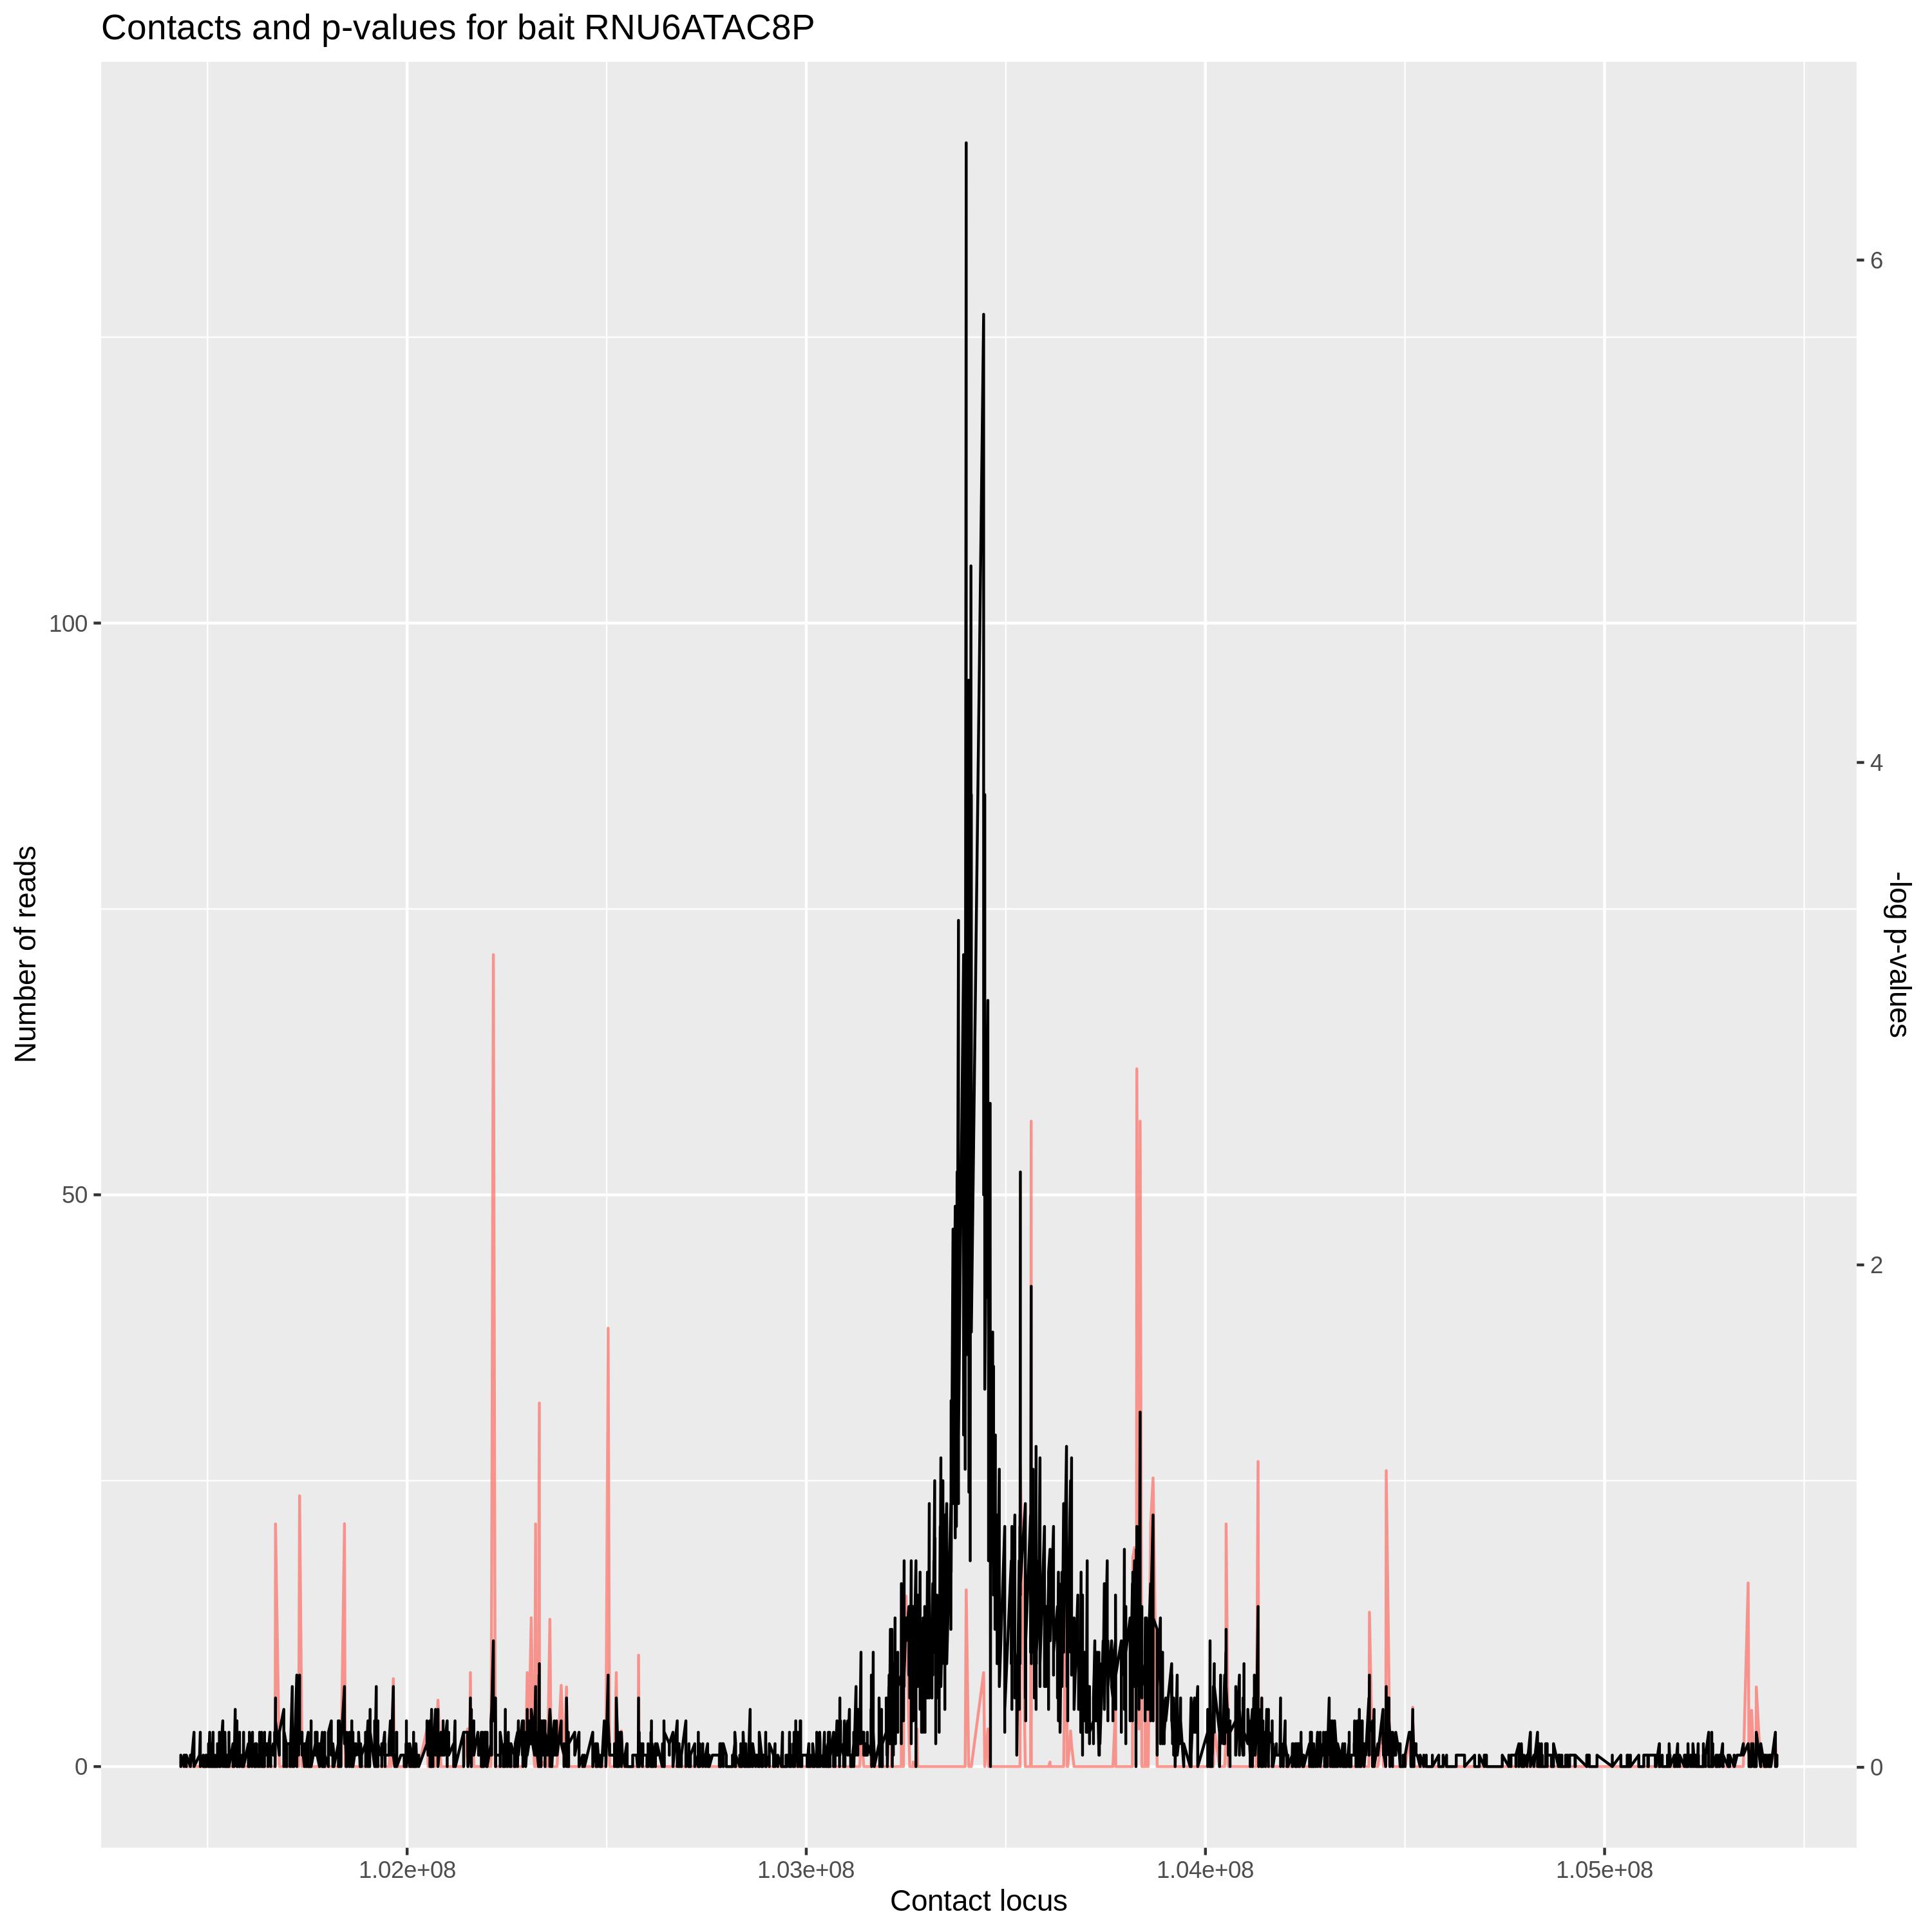 Contacts and p-values for bait RNU6ATAC8P
Number of reads
100
50
0
6
4
2
0
-log p-values
1.02e+08
1.03e+08
1.04e+08
1.05e+08
Contact locus